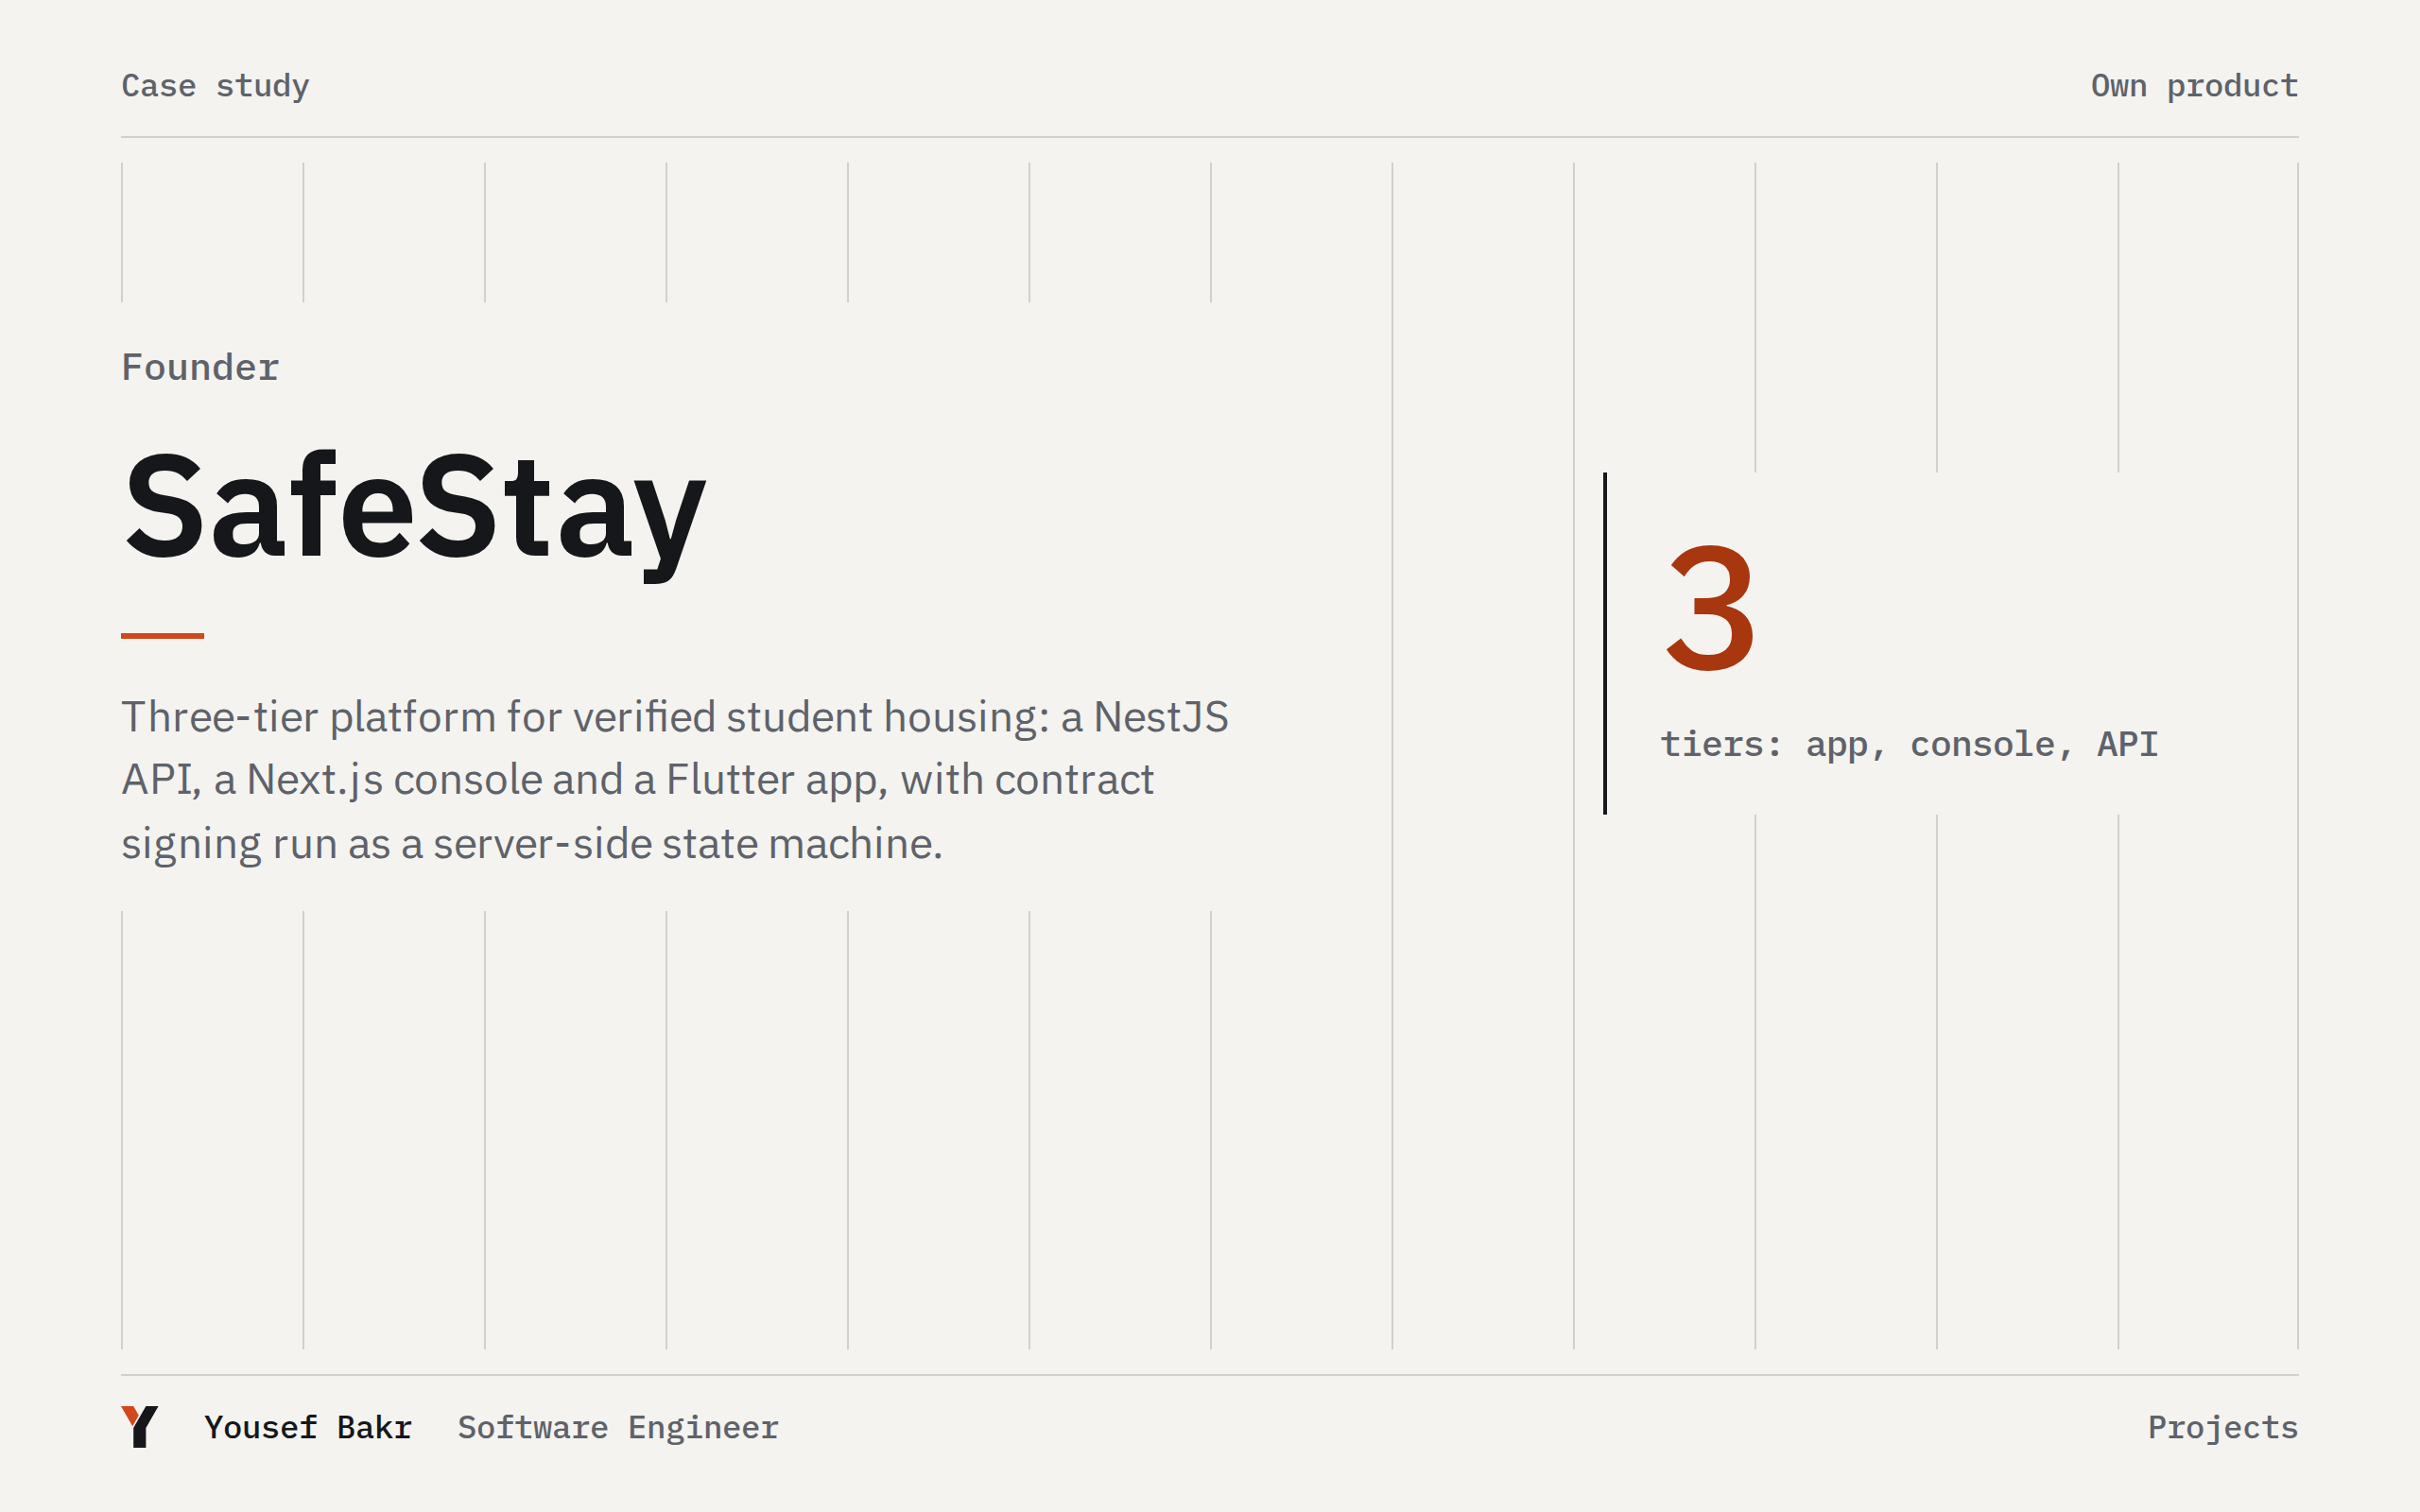 Case study
Own product
Founder
SafeStay
Three-tier platform for verified student housing: a NestJS
API, a Next.js console and a Flutter app, with contract
signing run as a server-side state machine.
3
tiers: app, console, API
Y
Yousef Bakr
Software Engineer
Projects